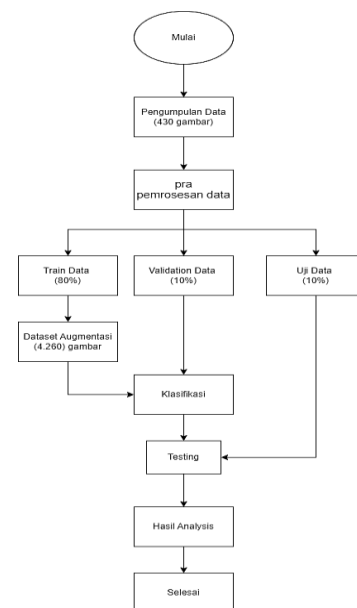 Mulai
Pengumpulan Data
(430 gambar)
pra
pemrosesan data
Train Data
(80%)
Validation Data
(10%)
Uji Data
(10%)
Dataset Augmentasi
(4.260) gambar
Klasifikasi
Testing
Hasil Analysis
Selesai